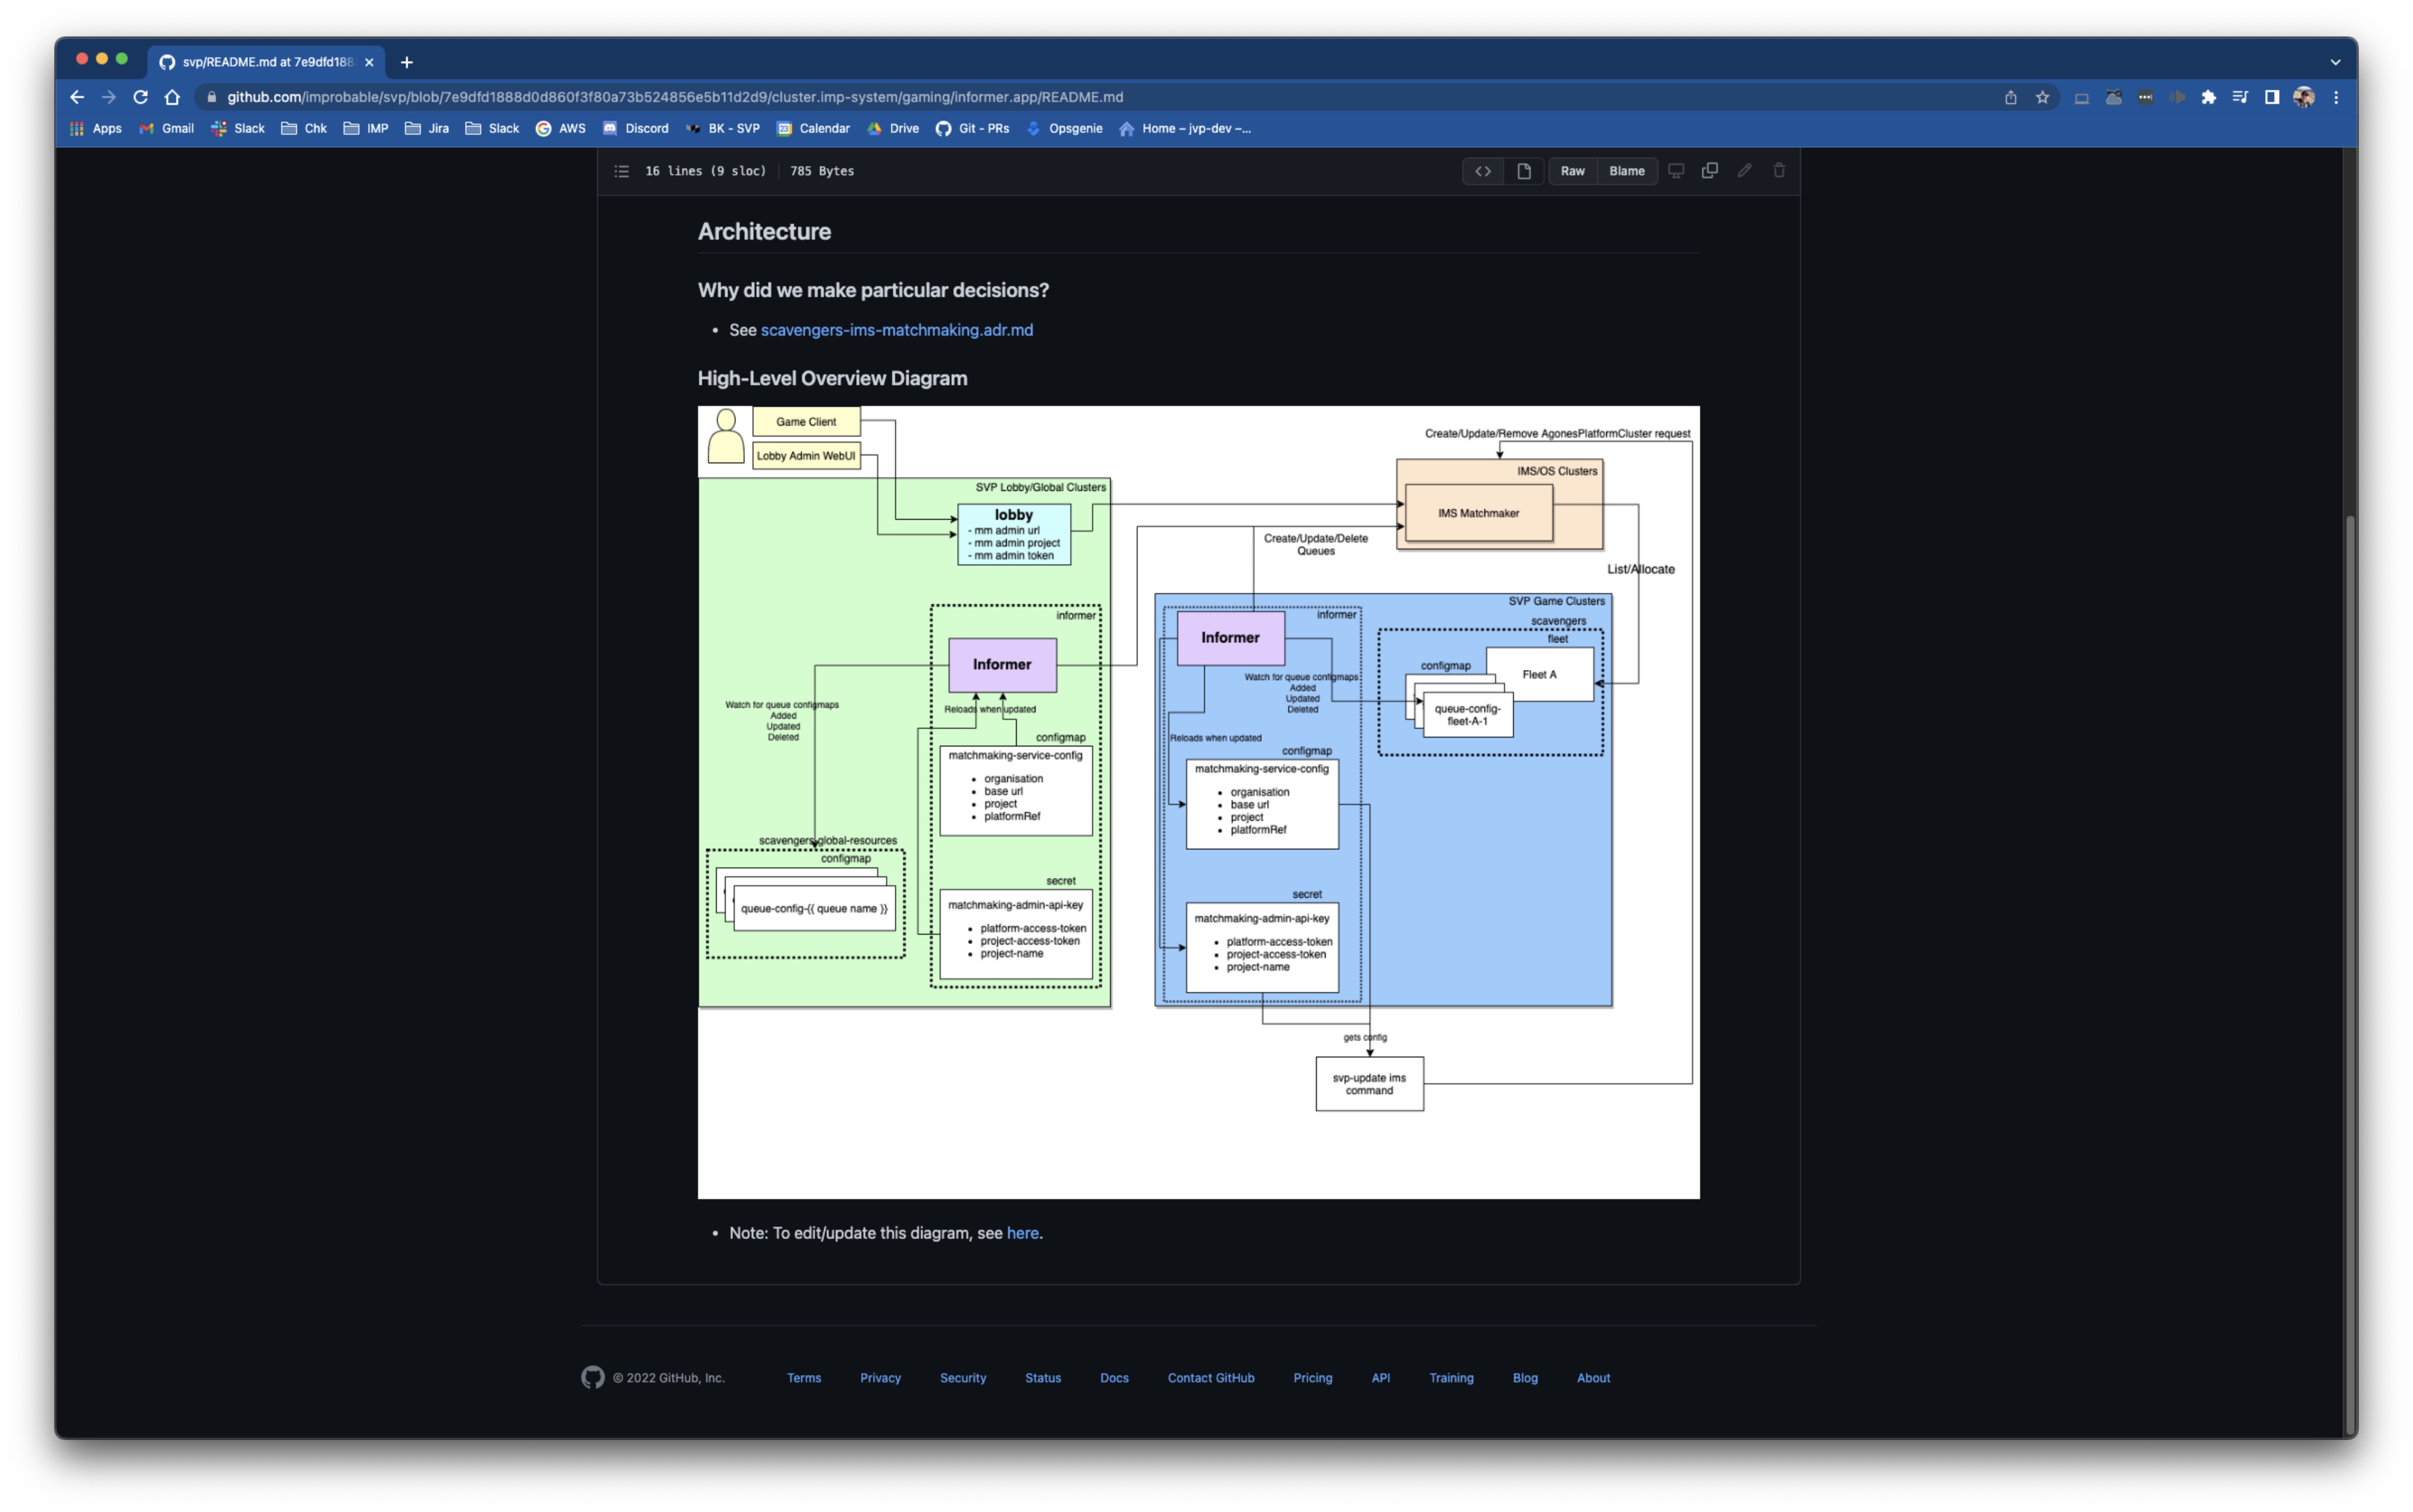 svp/README.md at 7e9dfd188
github.com/improbable/svp/blob/7e9dfd1888d0d860f3f80a73b524856e5b11d2d9/cluster.imp-system/gaming/informer.app/README.md
Apps Gmail Slack Chk IMP Jira Slack AWS Discord BK - SVP Calendar Drive Git - PRs Opsgenie Home – jvp-dev –...
16 lines (9 sloc) 785 Bytes
Raw Blame
Architecture
Why did we make particular decisions?
• See scavengers-ims-matchmaking.adr.md
High-Level Overview Diagram
Game Client
Lobby Admin WebUI
Create/Update/Remove AgonesPlatformCluster request
IMS/OS Clusters
IMS Matchmaker
SVP Lobby/Global Clusters
lobby
- mm admin url
- mm admin project
- mm admin token
Create/Update/Delete
Queues
List/Allocate
informer
Informer
Watch for queue configmaps
Added
Updated
Deleted
Reloads when updated
configmap
matchmaking-service-config
• organisation
• base url
• project
• platformRef
scavengers-global-resources
configmap
queue-config-{{ queue name }}
secret
matchmaking-admin-api-key
• platform-access-token
• project-access-token
• project-name
SVP Game Clusters
informer
Informer
scavengers
fleet
Fleet A
configmap
queue-config-
fleet-A-1
Watch for queue configmaps
Added
Updated
Deleted
Reloads when updated
configmap
matchmaking-service-config
• organisation
• base url
• project
• platformRef
secret
matchmaking-admin-api-key
• platform-access-token
• project-access-token
• project-name
gets config
svp-update ims
command
• Note: To edit/update this diagram, see here.
© 2022 GitHub, Inc. Terms Privacy Security Status Docs Contact GitHub Pricing API Training Blog About